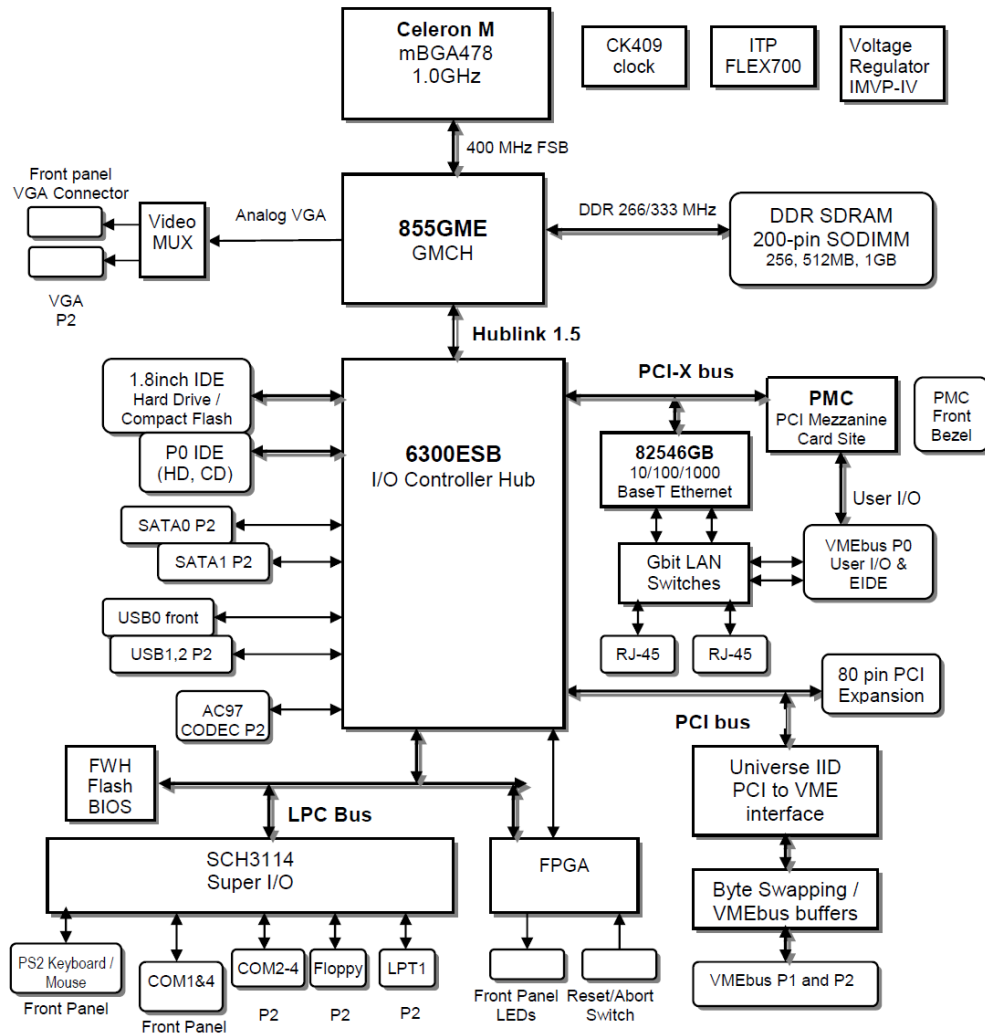 Celeron M
mBGA478
1.0GHz
CK409
clock
ITP
FLEX700
Voltage
Regulator
IMVP-IV
400 MHz FSB
Front panel
VGA Connector
Video
MUX
Analog VGA
855GME
GMCH
DDR 266/333 MHz
DDR SDRAM
200-pin SODIMM
256, 512MB, 1GB
VGA
P2
Hublink 1.5
1.8inch IDE
Hard Drive /
Compact Flash
P0 IDE
(HD, CD)
SATA0 P2
SATA1 P2
USB0 front
USB1,2 P2
AC97
CODEC P2
6300ESB
I/O Controller Hub
PCI-X bus
PMC
PCI Mezzanine
Card Site
PMC
Front
Bezel
82546GB
10/100/1000
BaseT Ethernet
User I/O
Gbit LAN
Switches
VMEbus P0
User I/O &
EIDE
RJ-45
RJ-45
80 pin PCI
Expansion
PCI bus
FWH
Flash
BIOS
LPC Bus
Universe IID
PCI to VME
interface
SCH3114
Super I/O
FPGA
Byte Swapping /
VMEbus buffers
PS2 Keyboard /
Mouse
Front Panel
COM1&4
Front Panel
COM2-4
P2
Floppy
P2
LPT1
P2
Front Panel
LEDs
Reset/Abort
Switch
VMEbus P1 and P2